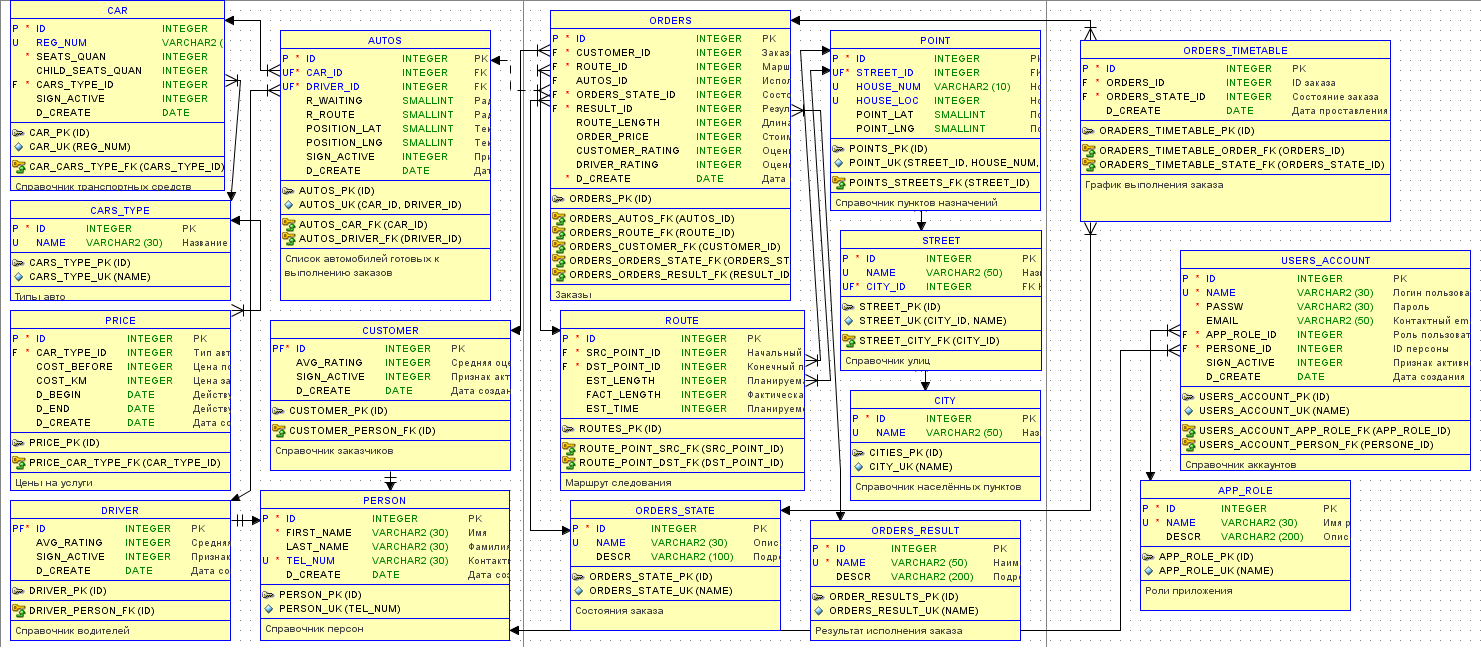 CAR
P * ID INTEGER
U REG_NUM VARCHAR2 (
* SEATS_QUAN INTEGER
CHILD_SEATS_QUAN INTEGER
F * CARS_TYPE_ID INTEGER
SIGN_ACTIVE INTEGER
D_CREATE DATE
CAR_PK (ID)
CAR_UK (REG_NUM)
CAR_CARS_TYPE_FK (CARS_TYPE_ID)
Справочник транспортных средств
CARS_TYPE
P * ID INTEGER PK
U NAME VARCHAR2 (30) Название
CARS_TYPE_PK (ID)
CARS_TYPE_UK (NAME)
Типы авто
PRICE
P * ID INTEGER PK
F * CAR_TYPE_ID INTEGER Тип авт
COST_BEFORE INTEGER Цена по
COST_KM INTEGER Цена за
D_BEGIN DATE Действу
D_END DATE Действу
D_CREATE DATE Дата со
PRICE_PK (ID)
PRICE_CAR_TYPE_FK (CAR_TYPE_ID)
Цены на услуги
DRIVER
PF* ID INTEGER PK
AVG_RATING INTEGER Средняя
SIGN_ACTIVE INTEGER Признак
D_CREATE DATE Дата со
DRIVER_PK (ID)
DRIVER_PERSON_FK (ID)
Справочник водителей
AUTOS
P * ID INTEGER PK
UF* CAR_ID INTEGER FK
UF* DRIVER_ID INTEGER FK
R_WAITING SMALLINT Рад
R_ROUTE SMALLINT Рад
POSITION_LAT SMALLINT Тек
POSITION_LNG SMALLINT Тек
SIGN_ACTIVE INTEGER При
D_CREATE DATE Дат
AUTOS_PK (ID)
AUTOS_UK (CAR_ID, DRIVER_ID)
AUTOS_CAR_FK (CAR_ID)
AUTOS_DRIVER_FK (DRIVER_ID)
Список автомобилей готовых к
выполнению заказов
CUSTOMER
PF* ID INTEGER PK
AVG_RATING INTEGER Средняя оце
SIGN_ACTIVE INTEGER Признак акт
D_CREATE DATE Дата создан
CUSTOMER_PK (ID)
CUSTOMER_PERSON_FK (ID)
Справочник заказчиков
PERSON
P * ID INTEGER PK
* FIRST_NAME VARCHAR2 (30) Имя
LAST_NAME VARCHAR2 (30) Фамилия
U * TEL_NUM VARCHAR2 (30) Контакт
D_CREATE DATE Дата соз
PERSON_PK (ID)
PERSON_UK (TEL_NUM)
Справочник персон
ORDERS
P * ID INTEGER PK
F * CUSTOMER_ID INTEGER Заказ
F * ROUTE_ID INTEGER Марш
F AUTOS_ID INTEGER Испол
F * ORDERS_STATE_ID INTEGER Состо
F * RESULT_ID INTEGER Резул
ROUTE_LENGTH INTEGER Длина
ORDER_PRICE INTEGER Стоим
CUSTOMER_RATING INTEGER Оценк
DRIVER_RATING INTEGER Оценк
* D_CREATE DATE Дата
ORDERS_PK (ID)
ORDERS_AUTOS_FK (AUTOS_ID)
ORDERS_ROUTE_FK (ROUTE_ID)
ORDERS_CUSTOMER_FK (CUSTOMER_ID)
ORDERS_ORDERS_STATE_FK (ORDERS_ST
ORDERS_ORDERS_RESULT_FK (RESULT_ID
Заказы
ROUTE
P * ID INTEGER PK
F * SRC_POINT_ID INTEGER Начальный
F * DST_POINT_ID INTEGER Конечный п
EST_LENGTH INTEGER Планируем
FACT_LENGTH INTEGER Фактическа
EST_TIME INTEGER Планируем
ROUTES_PK (ID)
ROUTE_POINT_SRC_FK (SRC_POINT_ID)
ROUTE_POINT_DST_FK (DST_POINT_ID)
Маршрут следования
ORDERS_STATE
P * ID INTEGER PK
U NAME VARCHAR2 (30) Опис
DESCR VARCHAR2 (100) Подро
ORDERS_STATE_PK (ID)
ORDERS_STATE_UK (NAME)
Состояния заказа
POINT
P * ID INTEGER
UF* STREET_ID INTEGER
U HOUSE_NUM VARCHAR2 (10)
U HOUSE_LOC INTEGER
POINT_LAT SMALLINT
POINT_LNG SMALLINT
POINTS_PK (ID)
POINT_UK (STREET_ID, HOUSE_NUM,
POINTS_STREETS_FK (STREET_ID)
Справочник пунктов назначений
STREET
P * ID INTEGER PK
U NAME VARCHAR2 (50) Наз
UF* CITY_ID INTEGER FK
STREET_PK (ID)
STREET_UK (CITY_ID, NAME)
STREET_CITY_FK (CITY_ID)
Справочник улиц
CITY
P * ID INTEGER PK
U NAME VARCHAR2 (50) Наз
CITIES_PK (ID)
CITY_UK (NAME)
Справочник населённых пунктов
ORDERS_RESULT
P * ID INTEGER PK
U * NAME VARCHAR2 (50) Наим
DESCR VARCHAR2 (200) Подро
ORDER_RESULTS_PK (ID)
ORDERS_RESULT_UK (NAME)
Результат исполнения заказа
ORDERS_TIMETABLE
P * ID INTEGER PK
F * ORDERS_ID INTEGER ID заказа
F * ORDERS_STATE_ID INTEGER Состояние заказа
D_CREATE DATE Дата проставления
ORADERS_TIMETABLE_PK (ID)
ORADERS_TIMETABLE_ORDER_FK (ORDERS_ID)
ORADERS_TIMETABLE_STATE_FK (ORDERS_STATE_ID)
График выполнения заказа
USERS_ACCOUNT
P * ID INTEGER PK
U * NAME VARCHAR2 (30) Логин пользова
* PASSW VARCHAR2 (30) Пароль
EMAIL VARCHAR2 (50) Контактный em
F * APP_ROLE_ID INTEGER Роль пользоват
F * PERSONE_ID INTEGER ID персоны
SIGN_ACTIVE INTEGER Признак активн
D_CREATE DATE Дата создания
USERS_ACCOUNT_PK (ID)
USERS_ACCOUNT_UK (NAME)
USERS_ACCOUNT_APP_ROLE_FK (APP_ROLE_ID)
USERS_ACCOUNT_PERSON_FK (PERSONE_ID)
Справочник аккаунтов
APP_ROLE
P * ID INTEGER PK
U * NAME VARCHAR2 (30) Имя р
DESCR VARCHAR2 (200) Опис
APP_ROLE_PK (ID)
APP_ROLE_UK (NAME)
Роли приложения